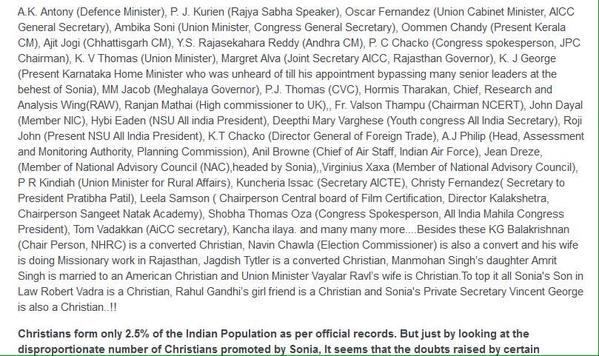 A.K. Antony (Defence Minister), P. J. Kurien (Rajya Sabha Speaker), Oscar Fernandez (Union Cabinet Minister, AICC
General Secretary), Ambika Soni (Union Minister, Congress General Secretary), Oommen Chandy (Present Kerala
CM), Ajit Jogi (Chhattisgarh CM), Y.S. Rajasekahara Reddy (Andhra CM), P. C Chacko (Congress spokesperson, JPC
Chairman), K. V Thomas (Union Minister), Margret Alva (Joint Secretary AICC, Rajasthan Governor), K. J George
(Present Karnataka Home Minister who was unheard of till his appointment bypassing many senior leaders at the
behest of Sonia), MM Jacob (Meghalaya Governor), P.J. Thomas (CVC), Hormis Tharakan, Chief, Research and
Analysis Wing(RAW), Ranjan Mathai (High commissioner to UK),, Fr. Valson Thampu (Chairman NCERT), John Dayal
(Member NIC), Hybi Eaden (NSU All india President), Deepthi Mary Varghese (Youth congress All India Secretary), Roji
John (Present NSU All India President), K.T Chacko (Director General of Foreign Trade), A.J Philip (Head, Assessment
and Monitoring Authority, Planning Commission), Anil Browne (Chief of Air Staff, Indian Air Force), Jean Dreze,
(Member of National Advisory Council (NAC),headed by Sonia),,Virginius Xaxa (Member of National Advisory Council),
P R Kindiah (Union Minister for Rural Affairs), Kuncheria Issac (Secretary AICTE), Christy Fernandez( Secretary to
President Pratibha Patil), Leela Samson ( Chairperson Central board of Film Certification, Director Kalakshetra,
Chairperson Sangeet Natak Academy), Shobha Thomas Oza (Congress Spokesperson, All India Mahila Congress
President), Tom Vadakkan (AiCC secretary), Kancha ilaya. and many many more....Besides these KG Balakrishnan
(Chair Person, NHRC) is a converted Christian, Navin Chawla (Election Commissioner) is also a convert and his wife
is doing Missionary work in Rajasthan, Jagdish Tytler is a converted Christian, Manmohan Singh's daughter Amrit
Singh is married to an American Christian and Union Minister Vayalar Ravi's wife is Christian.To top it all Sonia's Son in
Law Robert Vadra is a Christian, Rahul Gandhi's girl friend is a Christian and Sonia's Private Secretary Vincent George
is also a Christian..!!
Christians form only 2.5% of the Indian Population as per official records. But just by looking at the
disproportionate number of Christians promoted by Sonia, It seems that the doubts raised by certain